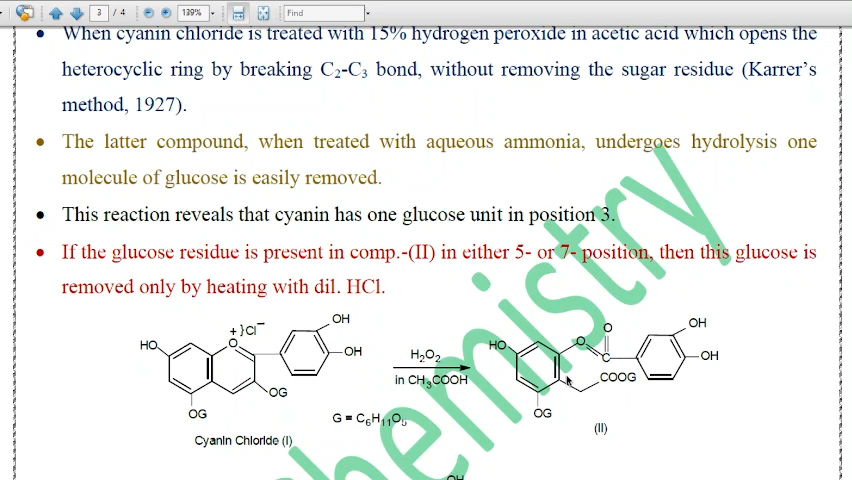 3 / 4 139% Find
When cyanin chloride is treated with 15% hydrogen peroxide in acetic acid which opens the
heterocyclic ring by breaking C₂-C₃ bond, without removing the sugar residue (Karrer's
method, 1927).
The latter compound, when treated with aqueous ammonia, undergoes hydrolysis one
molecule of glucose is easily removed.
This reaction reveals that cyanin has one glucose unit in position 3.
If the glucose residue is present in comp.-(II) in either 5- or 7- position, then this glucose is
removed only by heating with dil. HCl.
+ }Cl⁻ OH O OH
HO O OH H₂O₂ HO O OH
in CH₃COOH COOG
OG
OG G = C₆H₁₁O₅ OG
Cyanin Chloride (I) (II)
OH
hemistry